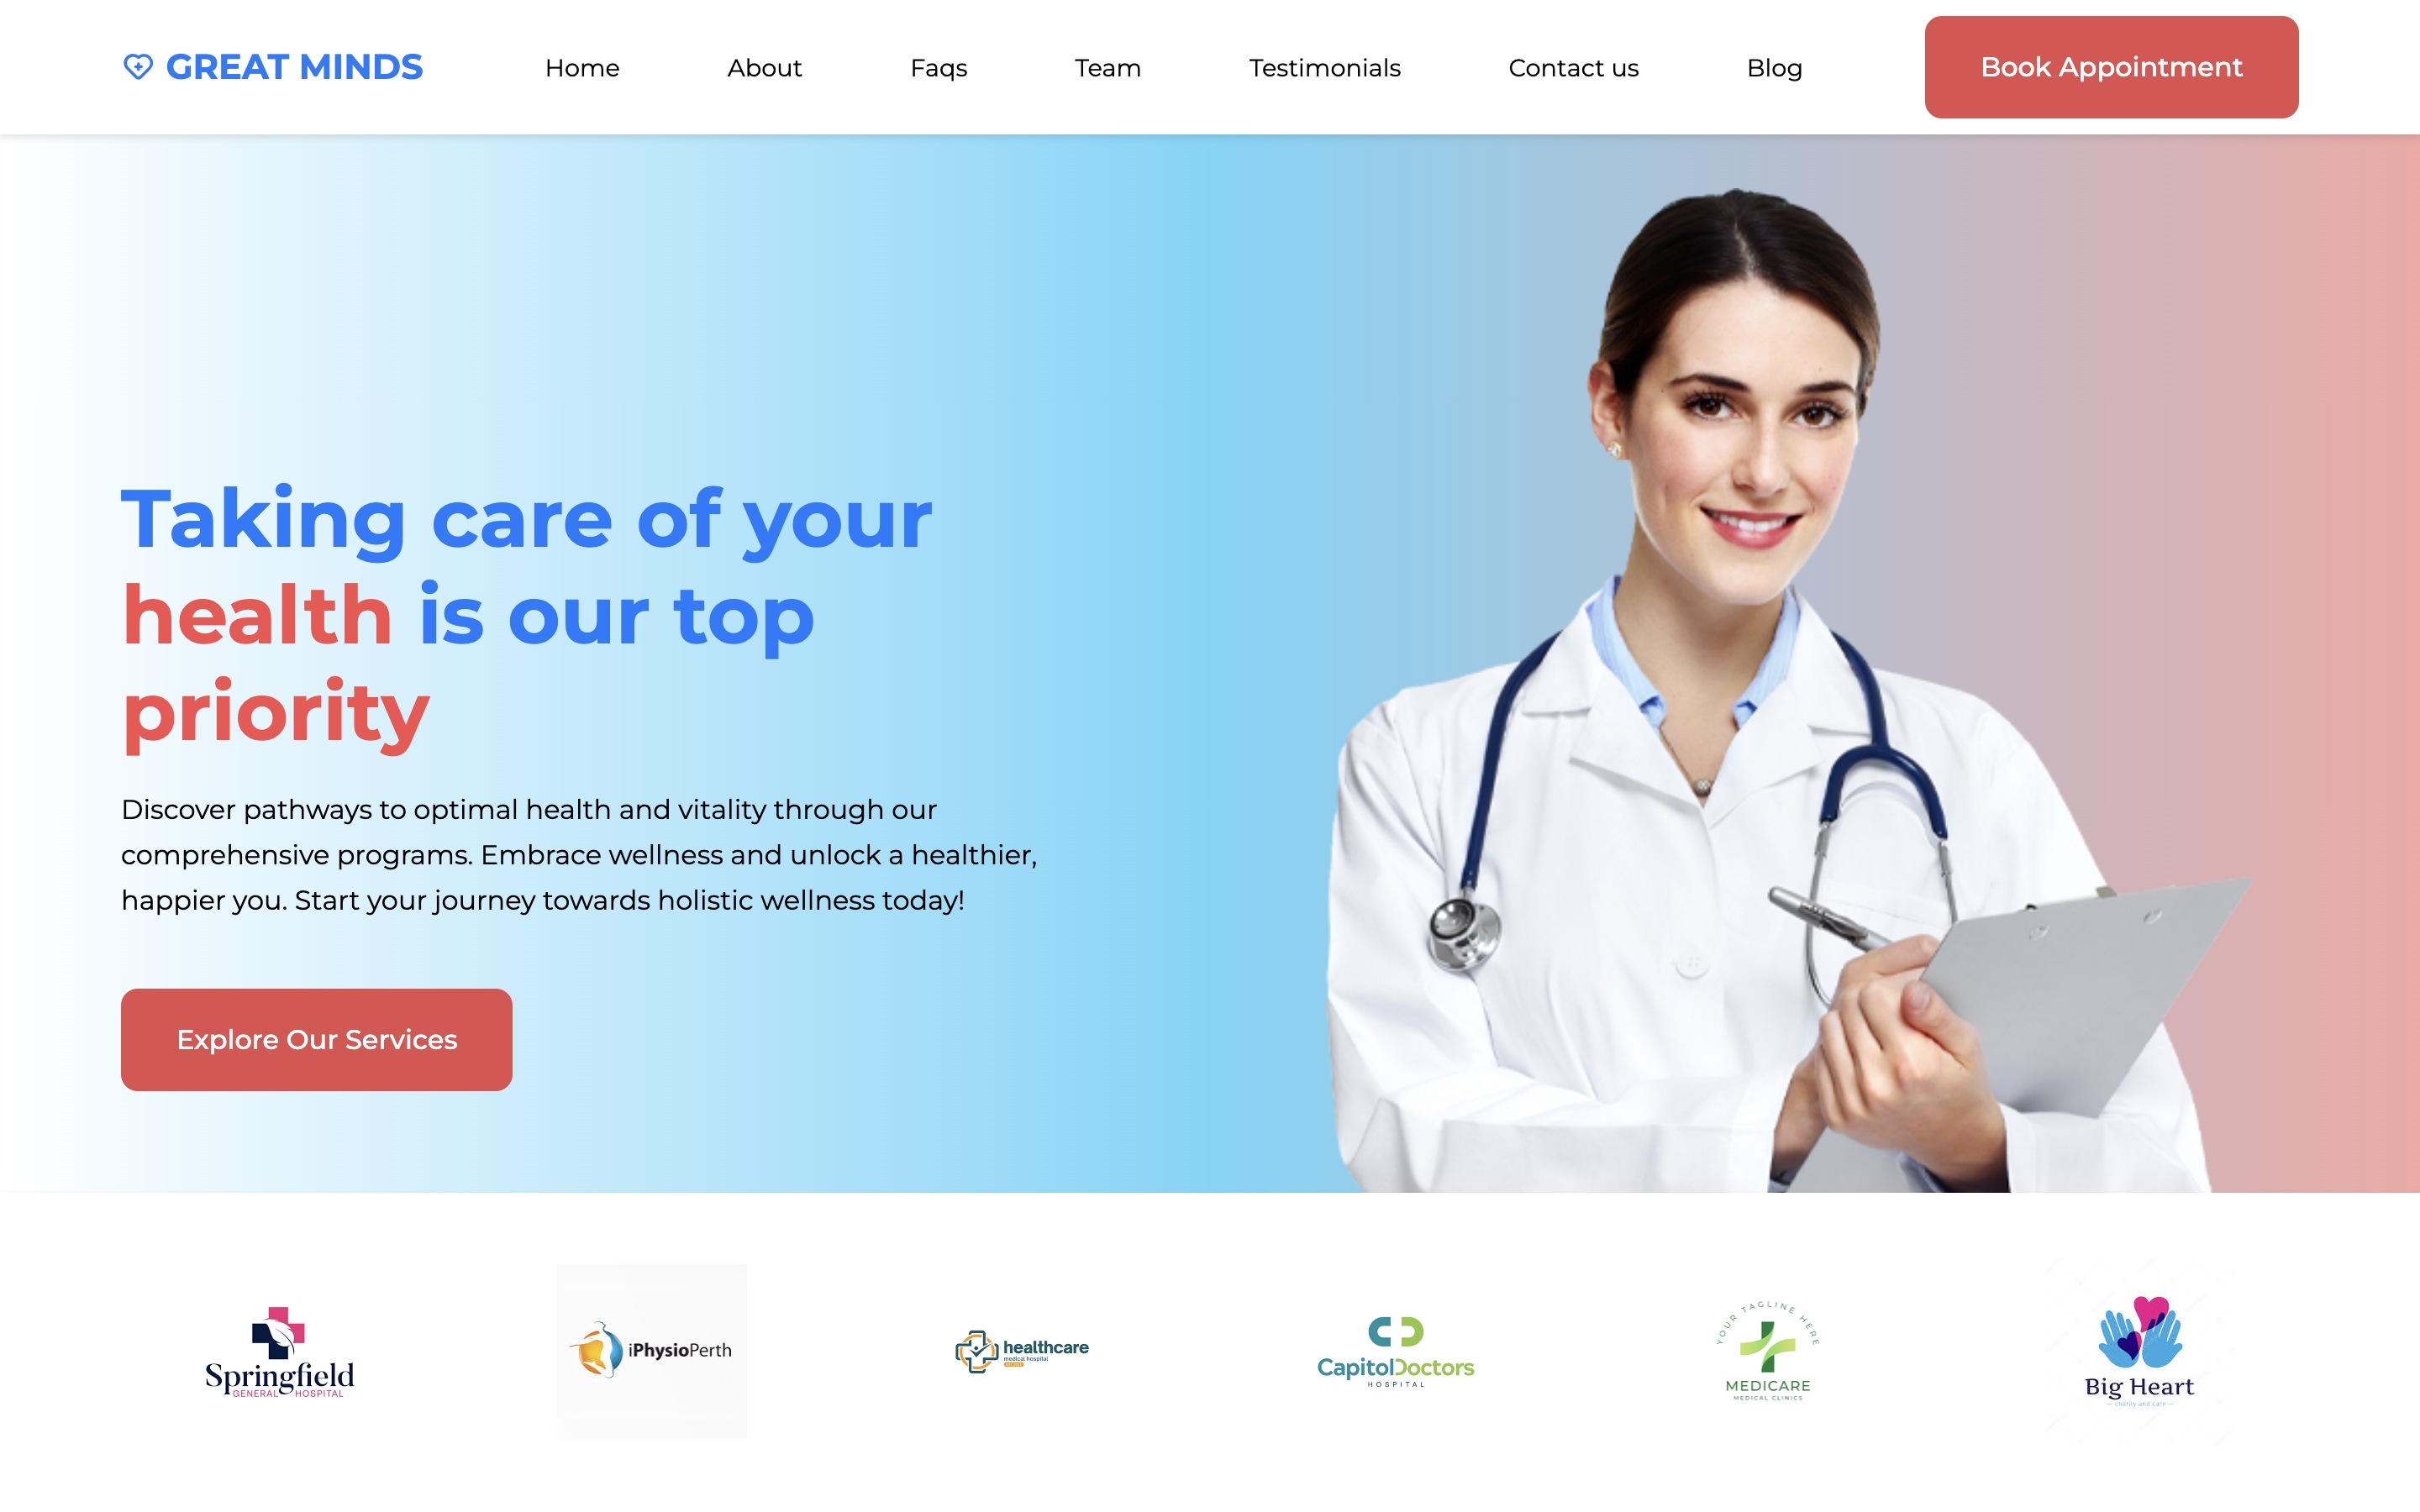 GREAT MINDS
Home
About
Faqs
Team
Testimonials
Contact us
Blog
Book Appointment
Taking care of your
health is our top
priority
Discover pathways to optimal health and vitality through our
comprehensive programs. Embrace wellness and unlock a healthier,
happier you. Start your journey towards holistic wellness today!
Explore Our Services
Springfield
GENERAL HOSPITAL
iPhysioPerth
healthcare
medical hospital
CapitolDoctors
HOSPITAL
YOUR TAGLINE HERE
MEDICARE
MEDICAL CLINICS
Big Heart
— charity and care —